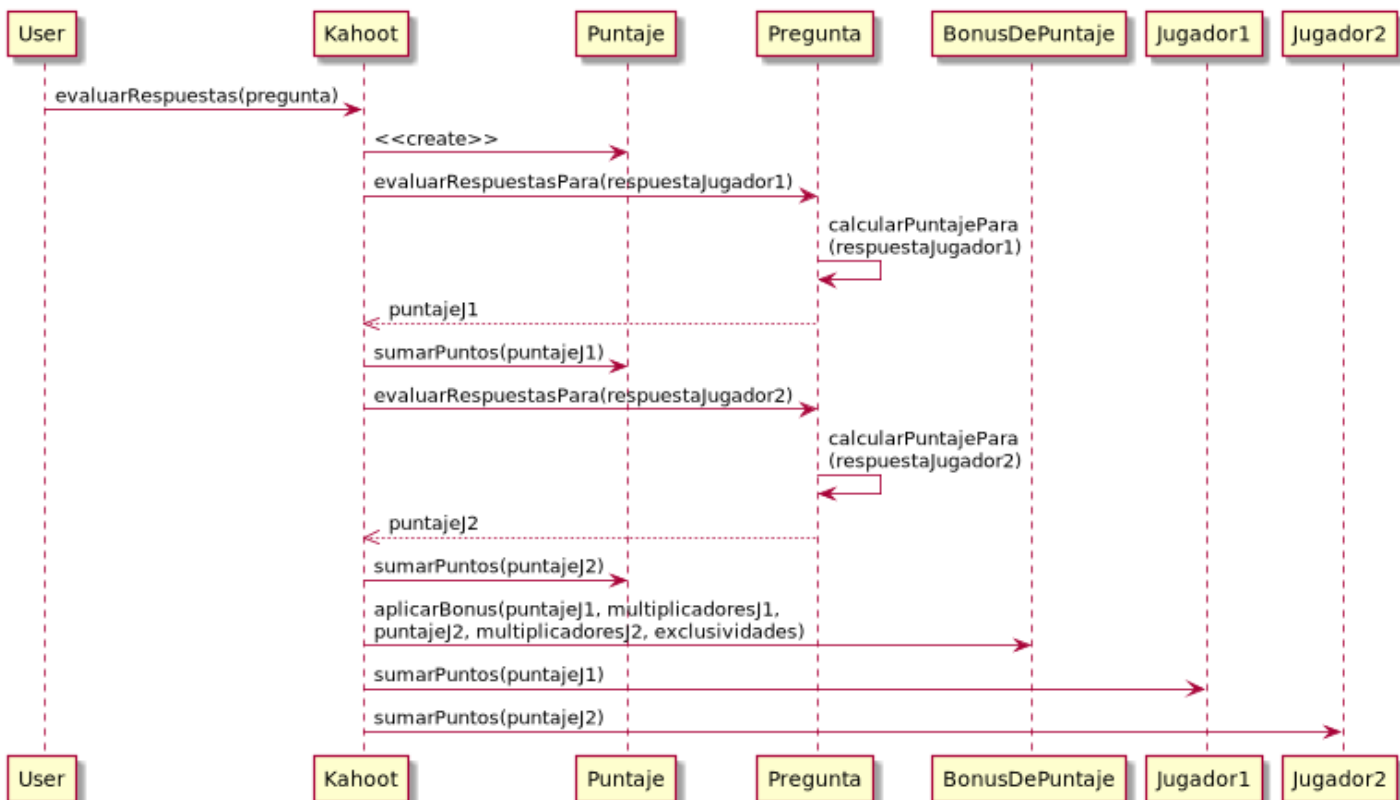 User Kahoot Puntaje Pregunta BonusDePuntaje Jugador1 Jugador2
evaluarRespuestas(pregunta)
<<create>>
evaluarRespuestasPara(respuestaJugador1)
calcularPuntajePara
(respuestaJugador1)
puntajeJ1
sumarPuntos(puntajeJ1)
evaluarRespuestasPara(respuestaJugador2)
calcularPuntajePara
(respuestaJugador2)
puntajeJ2
sumarPuntos(puntajeJ2)
aplicarBonus(puntajeJ1, multiplicadoresJ1,
puntajeJ2, multiplicadoresJ2, exclusividades)
sumarPuntos(puntajeJ1)
sumarPuntos(puntajeJ2)
User Kahoot Puntaje Pregunta BonusDePuntaje Jugador1 Jugador2